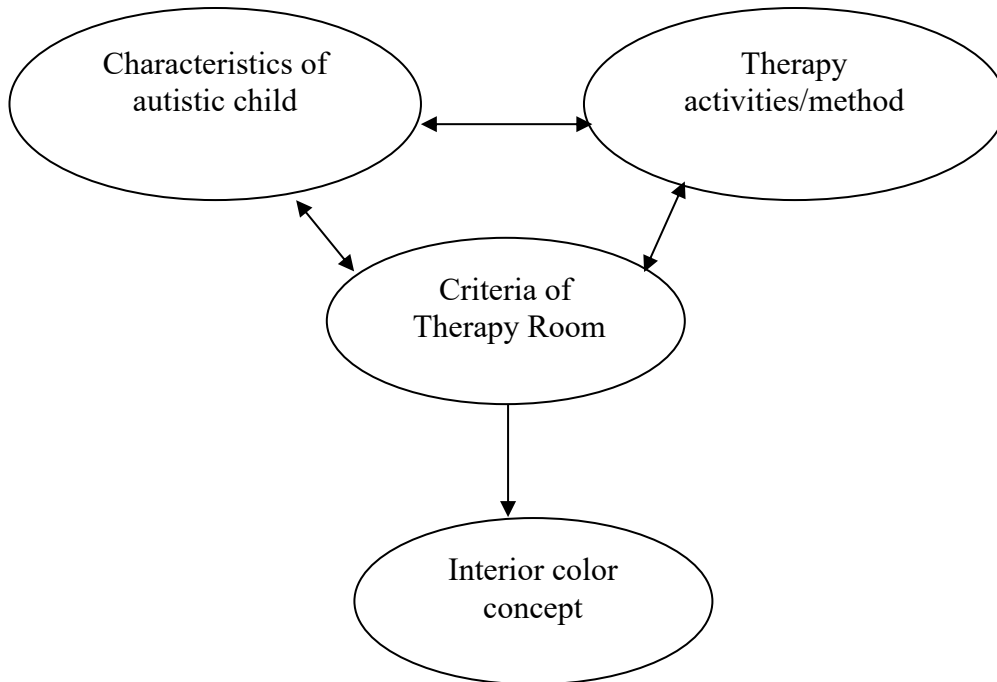 Characteristics of
autistic child
Therapy
activities/method
Criteria of
Therapy Room
Interior color
concept